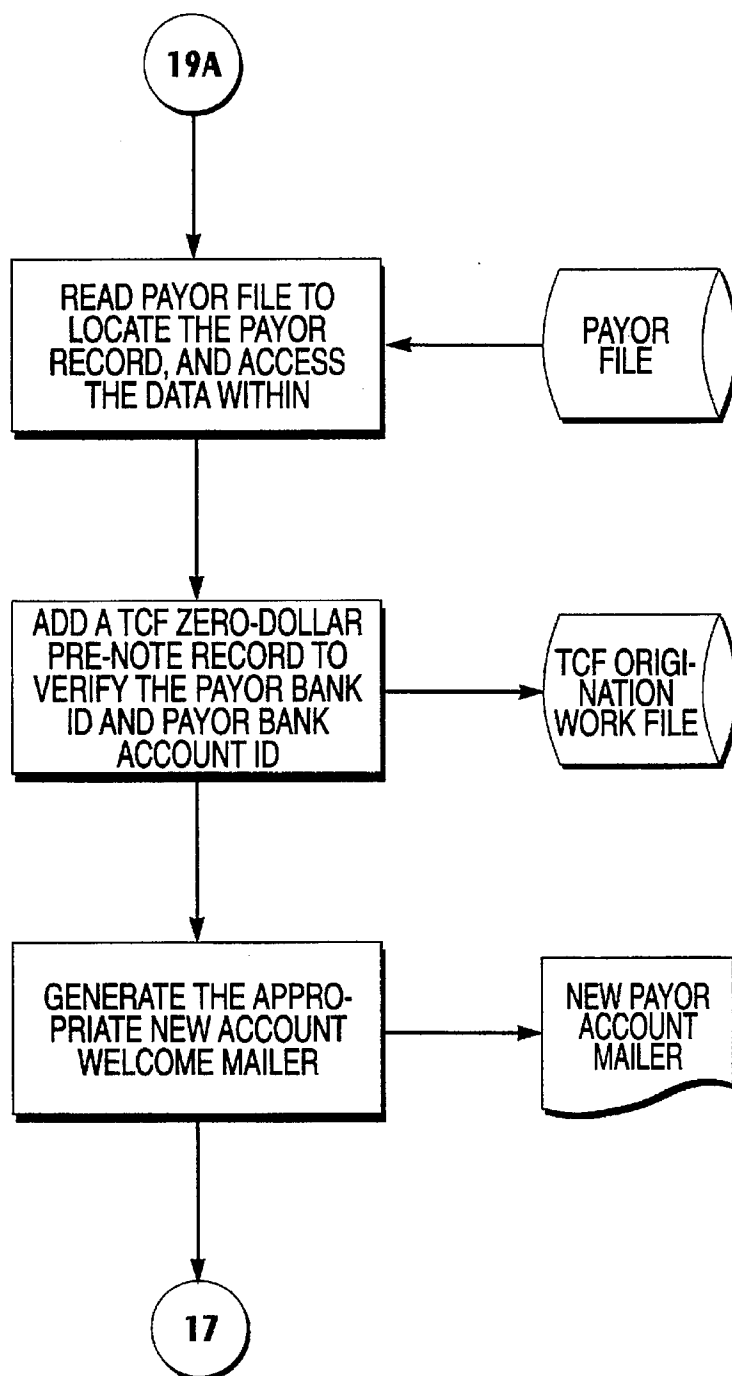 19A
READ PAYOR FILE TO
LOCATE THE PAYOR
RECORD, AND ACCESS
THE DATA WITHIN
PAYOR
FILE
ADD A TCF ZERO-DOLLAR
PRE-NOTE RECORD TO
VERIFY THE PAYOR BANK
ID AND PAYOR BANK
ACCOUNT ID
TCF ORIGI-
NATION
WORK FILE
GENERATE THE APPRO-
PRIATE NEW ACCOUNT
WELCOME MAILER
NEW PAYOR
ACCOUNT
MAILER
17